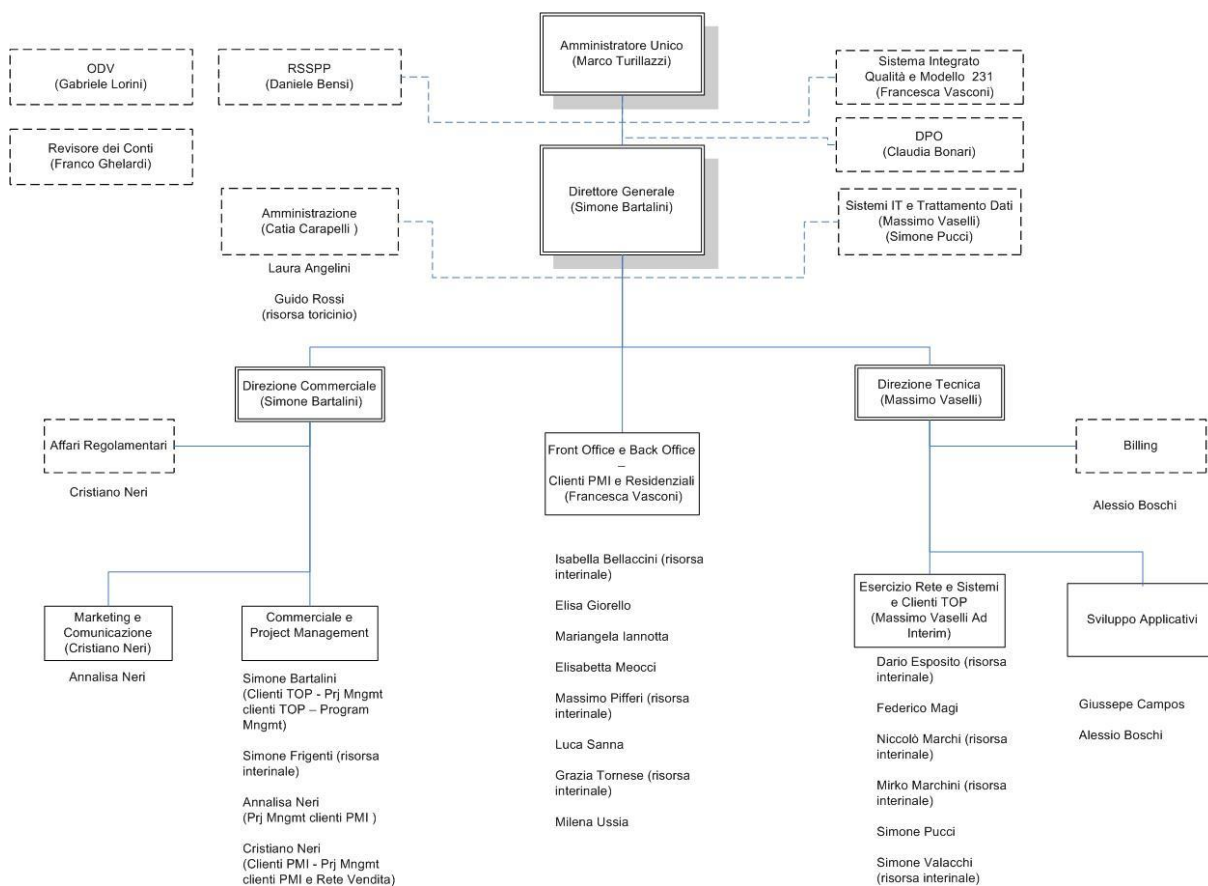 Amministratore Unico
(Marco Turillazzi)
ODV
(Gabriele Lorini)
RSSPP
(Daniele Bensi)
Sistema Integrato
Qualità e Modello 231
(Francesca Vasconi)
Revisore dei Conti
(Franco Ghelardi)
DPO
(Claudia Bonari)
Direttore Generale
(Simone Bartalini)
Amministrazione
(Catia Carapelli )
Laura Angelini
Guido Rossi
(risorsa toricinio)
Sistemi IT e Trattamento Dati
(Massimo Vaselli)
(Simone Pucci)
Direzione Commerciale
(Simone Bartalini)
Direzione Tecnica
(Massimo Vaselli)
Affari Regolamentari
Cristiano Neri
Front Office e Back Office
–
Clienti PMI e Residenziali
(Francesca Vasconi)
Billing
Alessio Boschi
Marketing e
Comunicazione
(Cristiano Neri)
Annalisa Neri
Commerciale e
Project Management
Simone Bartalini
(Clienti TOP - Prj Mngmt
clienti TOP – Program
Mngmt)
Simone Frigenti (risorsa
interinale)
Annalisa Neri
(Prj Mngmt clienti PMI )
Cristiano Neri
(Clienti PMI - Prj Mngmt
clienti PMI e Rete Vendita)
Isabella Bellaccini (risorsa
interinale)
Elisa Giorello
Mariangela Iannotta
Elisabetta Meocci
Massimo Pifferi (risorsa
interinale)
Luca Sanna
Grazia Tornese (risorsa
interinale)
Milena Ussia
Esercizio Rete e Sistemi
e Clienti TOP
(Massimo Vaselli Ad
Interim)
Dario Esposito (risorsa
interinale)
Federico Magi
Niccolò Marchi (risorsa
interinale)
Mirko Marchini (risorsa
interinale)
Simone Pucci
Simone Valacchi
(risorsa interinale)
Sviluppo Applicativi
Giussepe Campos
Alessio Boschi